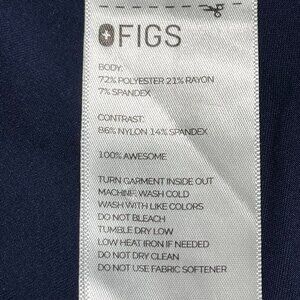 FIGS
BODY:
72% POLYESTER 21% RAYON
7% SPANDEX
CONTRAST:
86% NYLON 14% SPANDEX
100% AWESOME
TURN GARMENT INSIDE OUT
MACHINE WASH COLD
WASH WITH LIKE COLORS
DO NOT BLEACH
TUMBLE DRY LOW
LOW HEAT IRON IF NEEDED
DO NOT DRY CLEAN
DO NOT USE FABRIC SOFTENER